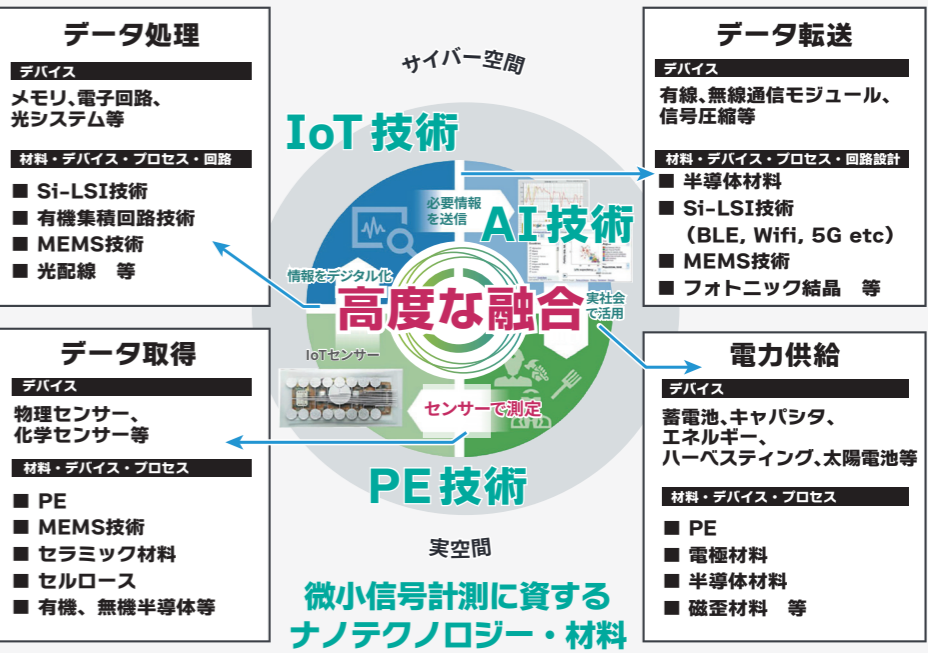 データ処理
デバイス
メモリ、電子回路、
光システム等
材料・デバイス・プロセス・回路
■ Si-LSI技術
■ 有機集積回路技術
■ MEMS技術
■ 光配線　等
データ転送
デバイス
有線、無線通信モジュール、
信号圧縮等
材料・デバイス・プロセス・回路設計
■ 半導体材料
■ Si-LSI技術
（BLE, Wifi, 5G etc）
■ MEMS技術
■ フォトニック結晶　等
サイバー空間
IoT技術
必要情報
を送信
AI技術
情報をデジタル化
高度な融合
実社会
で活用
IoTセンサー
センサーで測定
PE技術
実空間
微小信号計測に資する
ナノテクノロジー・材料
データ取得
デバイス
物理センサー、
化学センサー等
材料・デバイス・プロセス
■ PE
■ MEMS技術
■ セラミック材料
■ セルロース
■ 有機、無機半導体等
電力供給
デバイス
蓄電池、キャパシタ、
エネルギー、
ハーベスティング、太陽電池等
材料・デバイス・プロセス
■ PE
■ 電極材料
■ 半導体材料
■ 磁歪材料　等